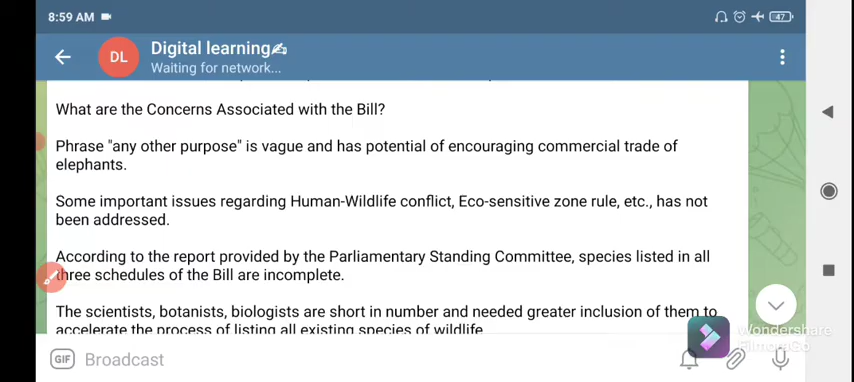 8:59 AM
47
DL
Digital learning✍
Waiting for network...
What are the Concerns Associated with the Bill?
Phrase "any other purpose" is vague and has potential of encouraging commercial trade of
elephants.
Some important issues regarding Human-Wildlife conflict, Eco-sensitive zone rule, etc., has not
been addressed.
According to the report provided by the Parliamentary Standing Committee, species listed in all
three schedules of the Bill are incomplete.
The scientists, botanists, biologists are short in number and needed greater inclusion of them to
accelerate the process of listing all existing species of wildlife
Wondershare
FilmoraGo
GIF
Broadcast